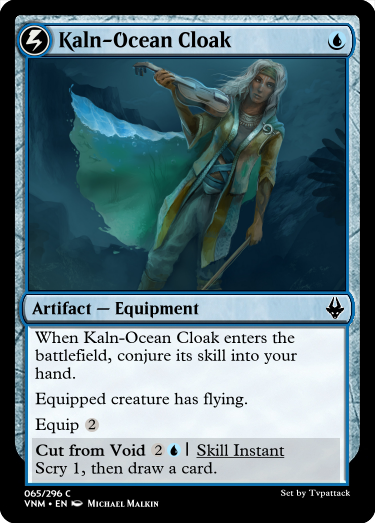 Kaln-Ocean Cloak
Artifact — Equipment
When Kaln-Ocean Cloak enters the
battlefield, conjure its skill into your
hand.
Equipped creature has flying.
Equip 2
Cut from Void 2 | Skill Instant
Scry 1, then draw a card.
065/296 C
VNM • EN Michael Malkin
Set by Tvpattack